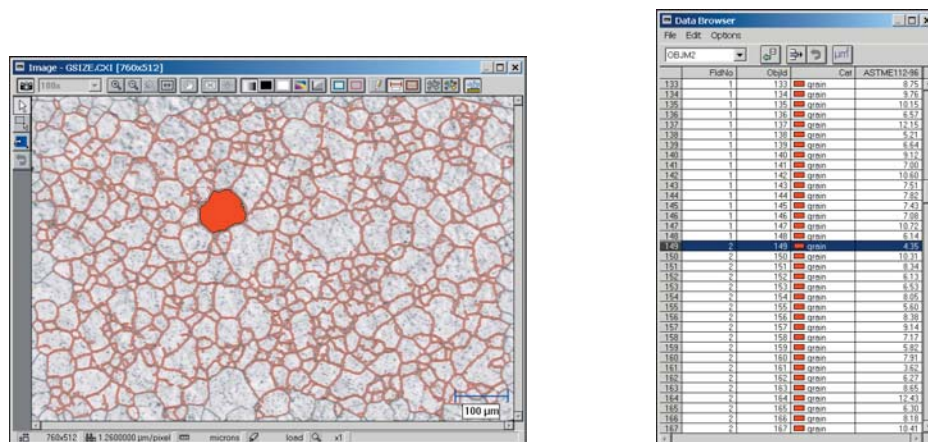 Image - GSIZE.CXI [760x512]
100x
100 µm
760x512 1.2600000 µm/pixel microns load x1
Data Browser
File Edit Options
OBJM2 µm
FldNo ObjId Cat ASTME112-96
133 1 133 grain 8.75
134 1 134 grain 9.76
135 1 135 grain 10.15
136 1 136 grain 6.57
137 1 137 grain 12.15
138 1 138 grain 5.21
139 1 139 grain 6.64
140 1 140 grain 9.12
141 1 141 grain 7.00
142 1 142 grain 10.60
143 1 143 grain 7.51
144 1 144 grain 7.82
145 1 145 grain 7.43
146 1 146 grain 7.08
147 1 147 grain 10.72
148 1 148 grain 6.14
149 2 149 grain 4.35
150 2 150 grain 10.31
151 2 151 grain 8.34
152 2 152 grain 6.13
153 2 153 grain 6.53
154 2 154 grain 8.05
155 2 155 grain 5.60
156 2 156 grain 8.38
157 2 157 grain 9.14
158 2 158 grain 7.17
159 2 159 grain 5.82
160 2 160 grain 7.91
161 2 161 grain 3.62
162 2 162 grain 6.27
163 2 163 grain 8.65
164 2 164 grain 12.43
165 2 165 grain 6.30
166 2 166 grain 8.18
167 2 167 grain 10.41